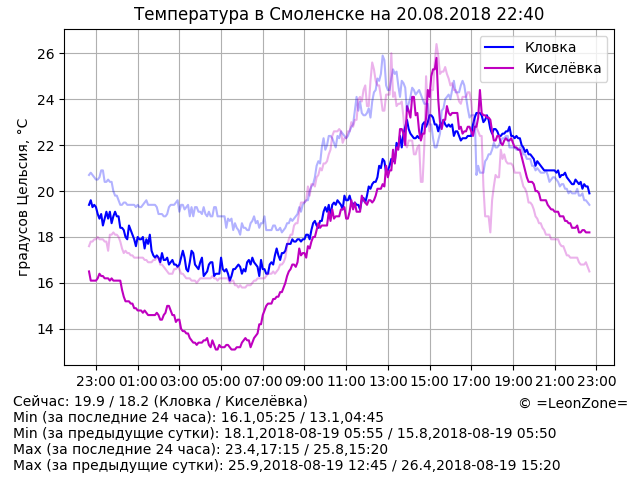 Температура в Смоленске на 20.08.2018 22:40
градусов Цельсия, °C
26
24
22
20
18
16
14
Кловка
Киселёвка
23:00 01:00 03:00 05:00 07:00 09:00 11:00 13:00 15:00 17:00 19:00 21:00 23:00
Сейчас: 19.9 / 18.2 (Кловка / Киселёвка)
© =LeonZone=
Min (за последние 24 часа): 16.1,05:25 / 13.1,04:45
Min (за предыдущие сутки): 18.1,2018-08-19 05:55 / 15.8,2018-08-19 05:50
Max (за последние 24 часа): 23.4,17:15 / 25.8,15:20
Max (за предыдущие сутки): 25.9,2018-08-19 12:45 / 26.4,2018-08-19 15:20